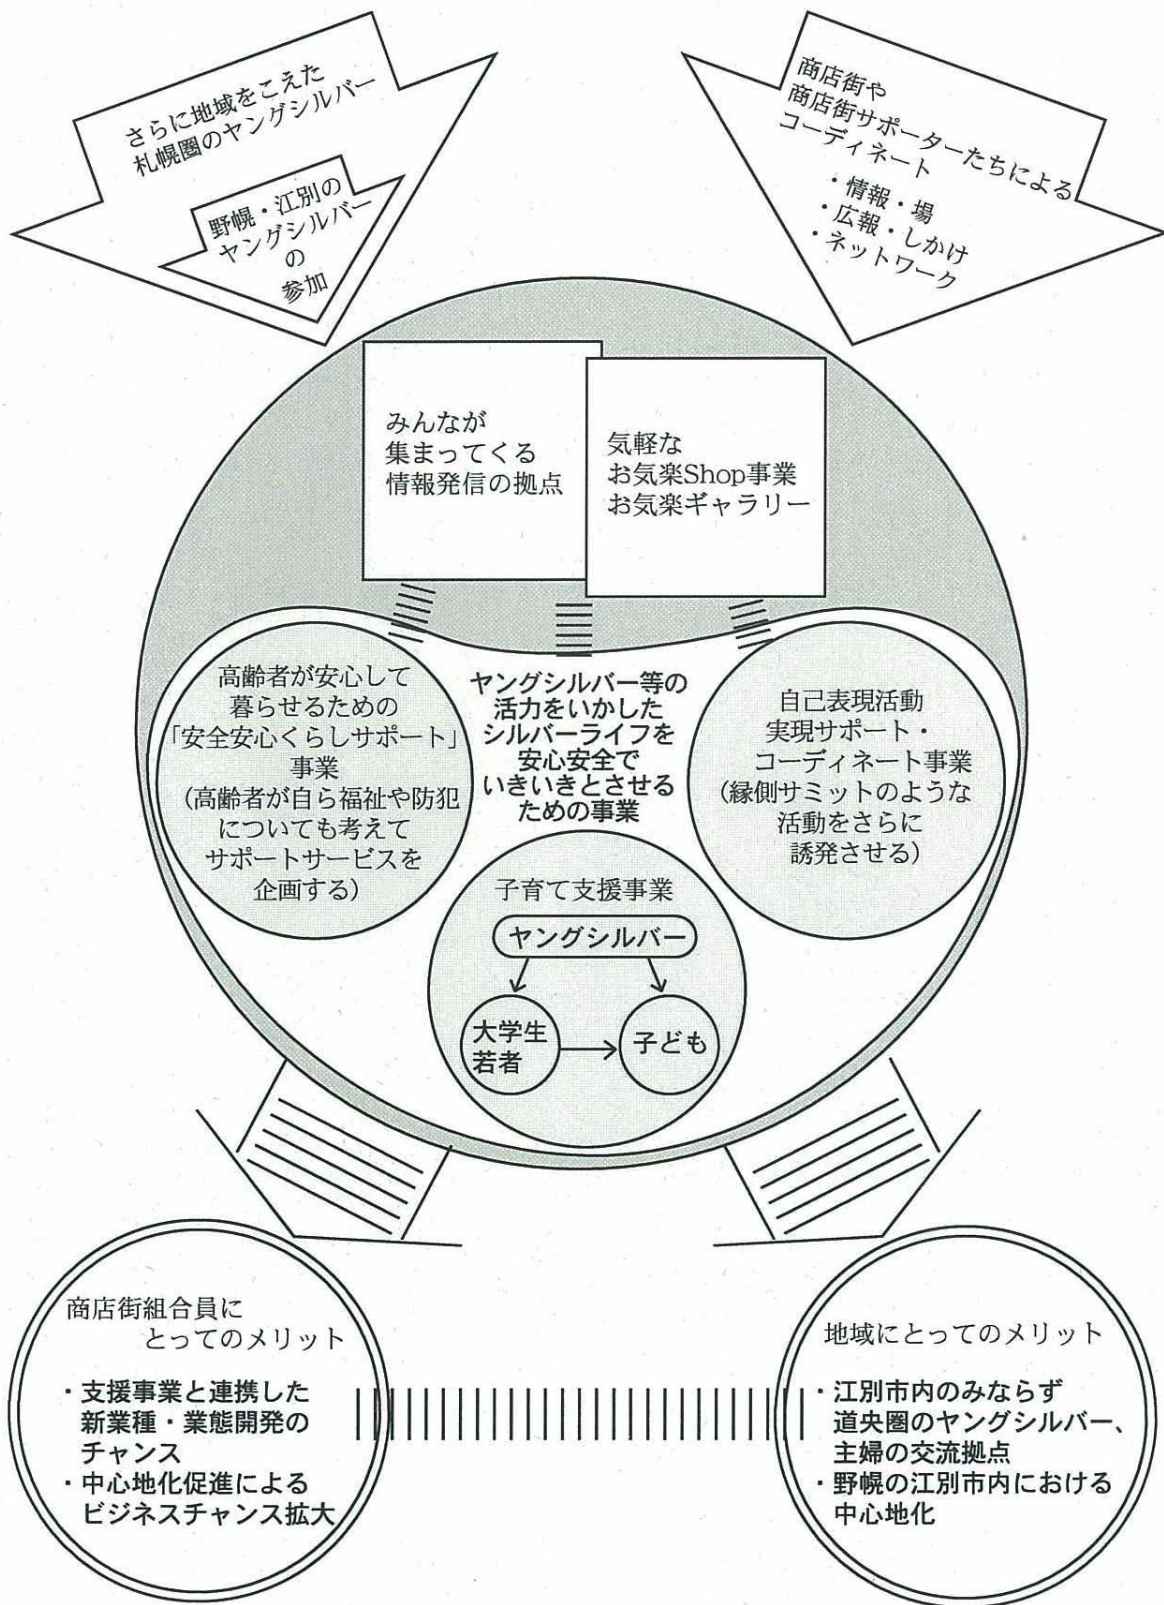 さらに地域をこえた
札幌圏のヤングシルバー
野幌・江別の
ヤングシルバー
の
参加
商店街や
商店街サポーターたちによる
コーディネート
・情報・場
・広報・しかけ
・ネットワーク
みんなが
集まってくる
情報発信の拠点
気軽な
お気楽Shop事業
お気楽ギャラリー
高齢者が安心して
暮らせるための
「安全安心くらしサポート」
事業
(高齢者が自ら福祉や防犯
についても考えて
サポートサービスを
企画する)
ヤングシルバー等の
活力をいかした
シルバーライフを
安心安全で
いきいきとさせる
ための事業
自己表現活動
実現サポート・
コーディネート事業
(縁側サミットのような
活動をさらに
誘発させる)
子育て支援事業
ヤングシルバー
大学生
若者
子ども
商店街組合員に
とってのメリット
・支援事業と連携した
新業種・業態開発の
チャンス
・中心地化促進による
ビジネスチャンス拡大
地域にとってのメリット
・江別市内のみならず
道央圏のヤングシルバー、
主婦の交流拠点
・野幌の江別市内における
中心地化